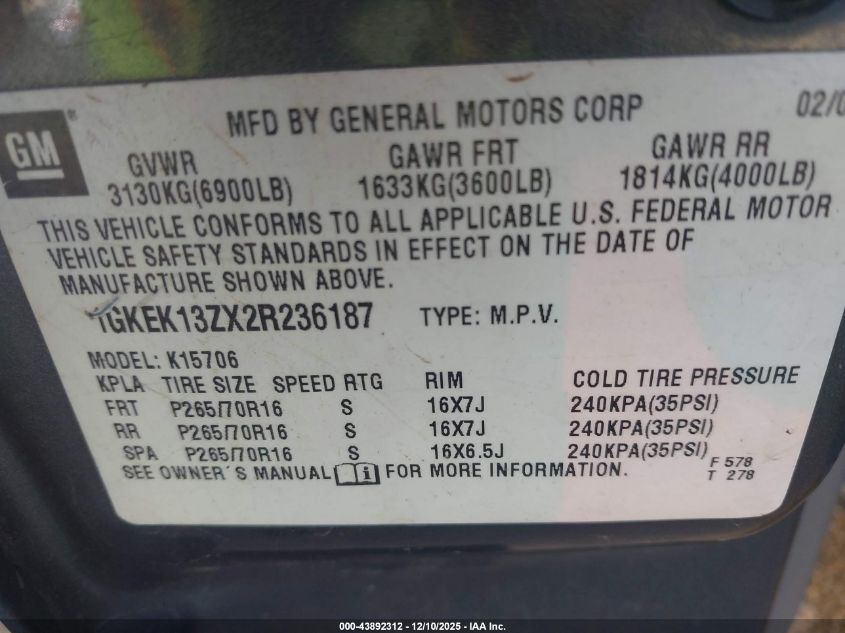 GM®
MFD BY GENERAL MOTORS CORP 02/0
GVWR GAWR FRT GAWR RR
3130KG(6900LB) 1633KG(3600LB) 1814KG(4000LB)
THIS VEHICLE CONFORMS TO ALL APPLICABLE U.S. FEDERAL MOTOR
VEHICLE SAFETY STANDARDS IN EFFECT ON THE DATE OF
MANUFACTURE SHOWN ABOVE.
1GKEK13ZX2R236187 TYPE: M.P.V.
MODEL: K15706
KPLA TIRE SIZE SPEED RTG RIM COLD TIRE PRESSURE
FRT P265/70R16 S 16X7J 240KPA(35PSI)
RR P265/70R16 S 16X7J 240KPA(35PSI)
SPA P265/70R16 S 16X6.5J 240KPA(35PSI)
SEE OWNER´S MANUAL FOR MORE INFORMATION.
F 578
T 278
000-43892312 – 12/10/2025 – IAA Inc.